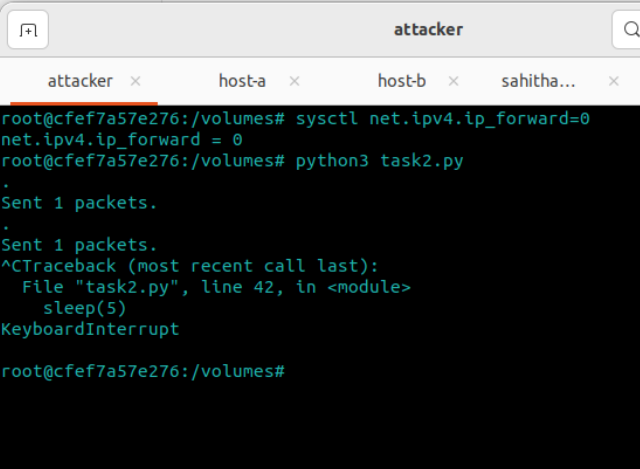 attacker
attacker × host-a × host-b × sahitha... ×
root@cfef7a57e276:/volumes# sysctl net.ipv4.ip_forward=0
net.ipv4.ip_forward = 0
root@cfef7a57e276:/volumes# python3 task2.py
.
Sent 1 packets.
.
Sent 1 packets.
^CTraceback (most recent call last):
  File "task2.py", line 42, in <module>
    sleep(5)
KeyboardInterrupt

root@cfef7a57e276:/volumes#